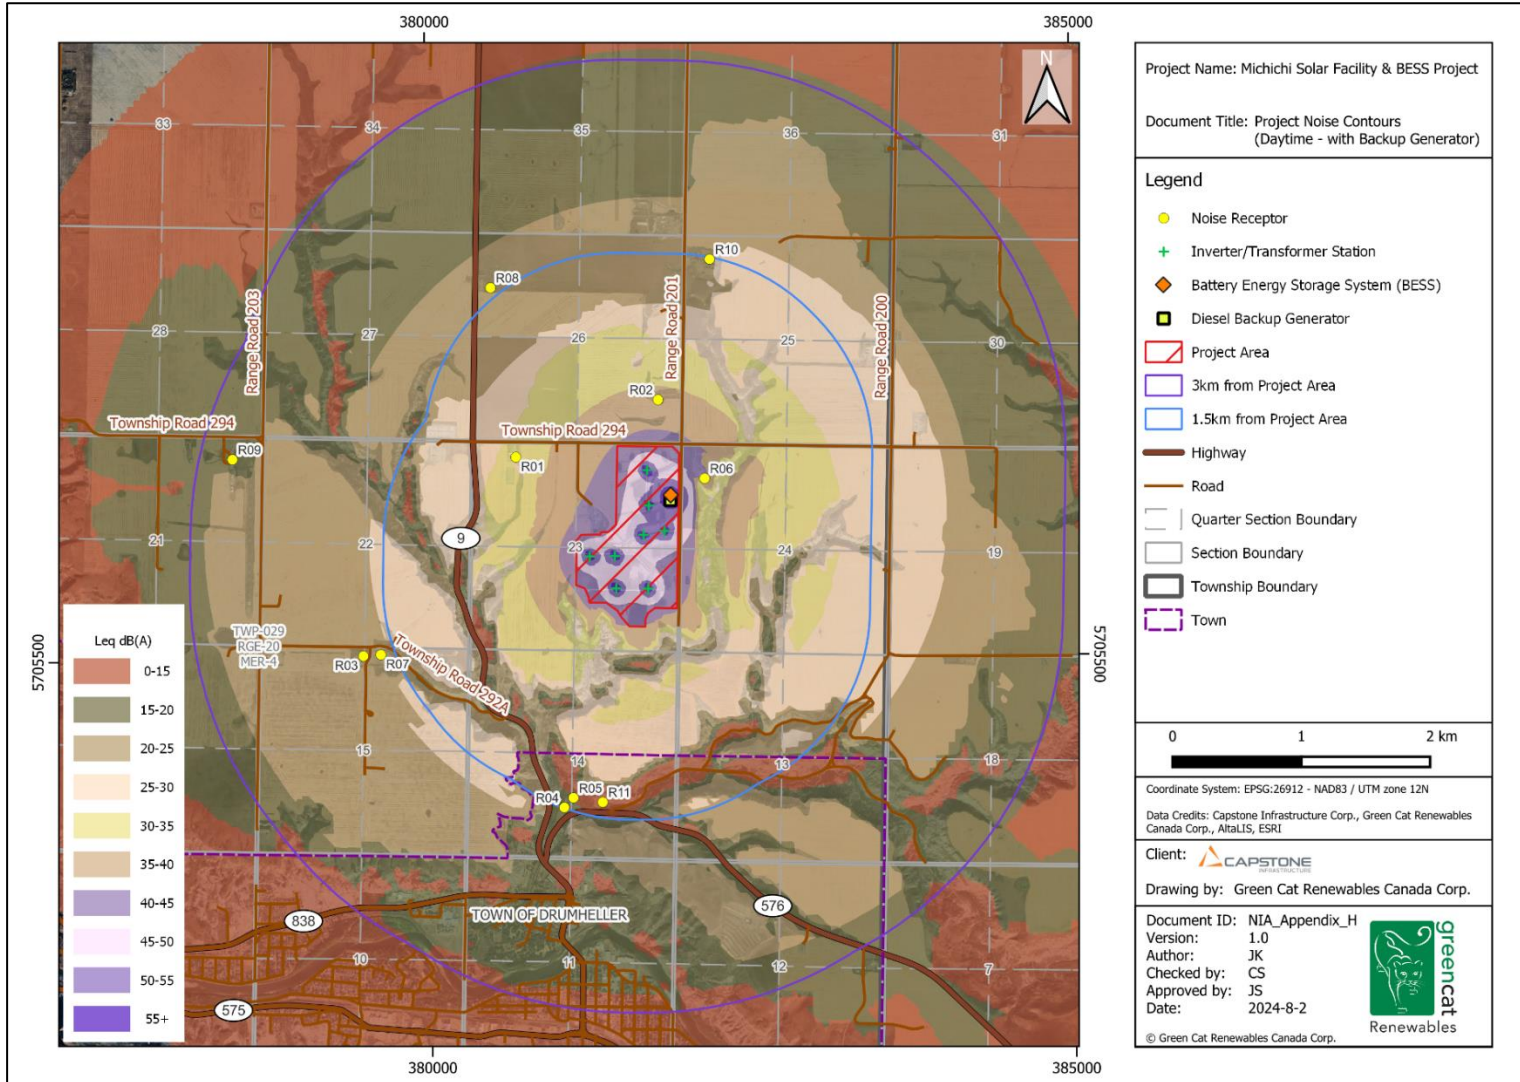 380000
385000
5705500
5705500
380000
385000
N
33
34
35
36
31
R10
R08
Range Road 203
Range Road 201
Range Road 200
28
27
26
25
30
R02
Township Road 294
Township Road 294
R09
R01
R06
9
21
22
23
24
19
TWP-029
RGE-20
MER-4
R03
R07
Township Road 292A
15
14
13
18
R04
R05
R11
838
TOWN OF DRUMHELLER
576
10
11
12
7
575
Leq dB(A)
0-15
15-20
20-25
25-30
30-35
35-40
40-45
45-50
50-55
55+
Project Name: Michichi Solar Facility & BESS Project
Document Title: Project Noise Contours
(Daytime - with Backup Generator)
Legend
Noise Receptor
Inverter/Transformer Station
Battery Energy Storage System (BESS)
Diesel Backup Generator
Project Area
3km from Project Area
1.5km from Project Area
Highway
Road
Quarter Section Boundary
Section Boundary
Township Boundary
Town
0 1 2 km
Coordinate System: EPSG:26912 - NAD83 / UTM zone 12N
Data Credits: Capstone Infrastructure Corp., Green Cat Renewables
Canada Corp., AltaLIS, ESRI
Client: CAPSTONE
INFRASTRUCTURE
Drawing by: Green Cat Renewables Canada Corp.
Document ID: NIA_Appendix_H
Version: 1.0
Author: JK
Checked by: CS
Approved by: JS
Date: 2024-8-2
greencat
Renewables
© Green Cat Renewables Canada Corp.